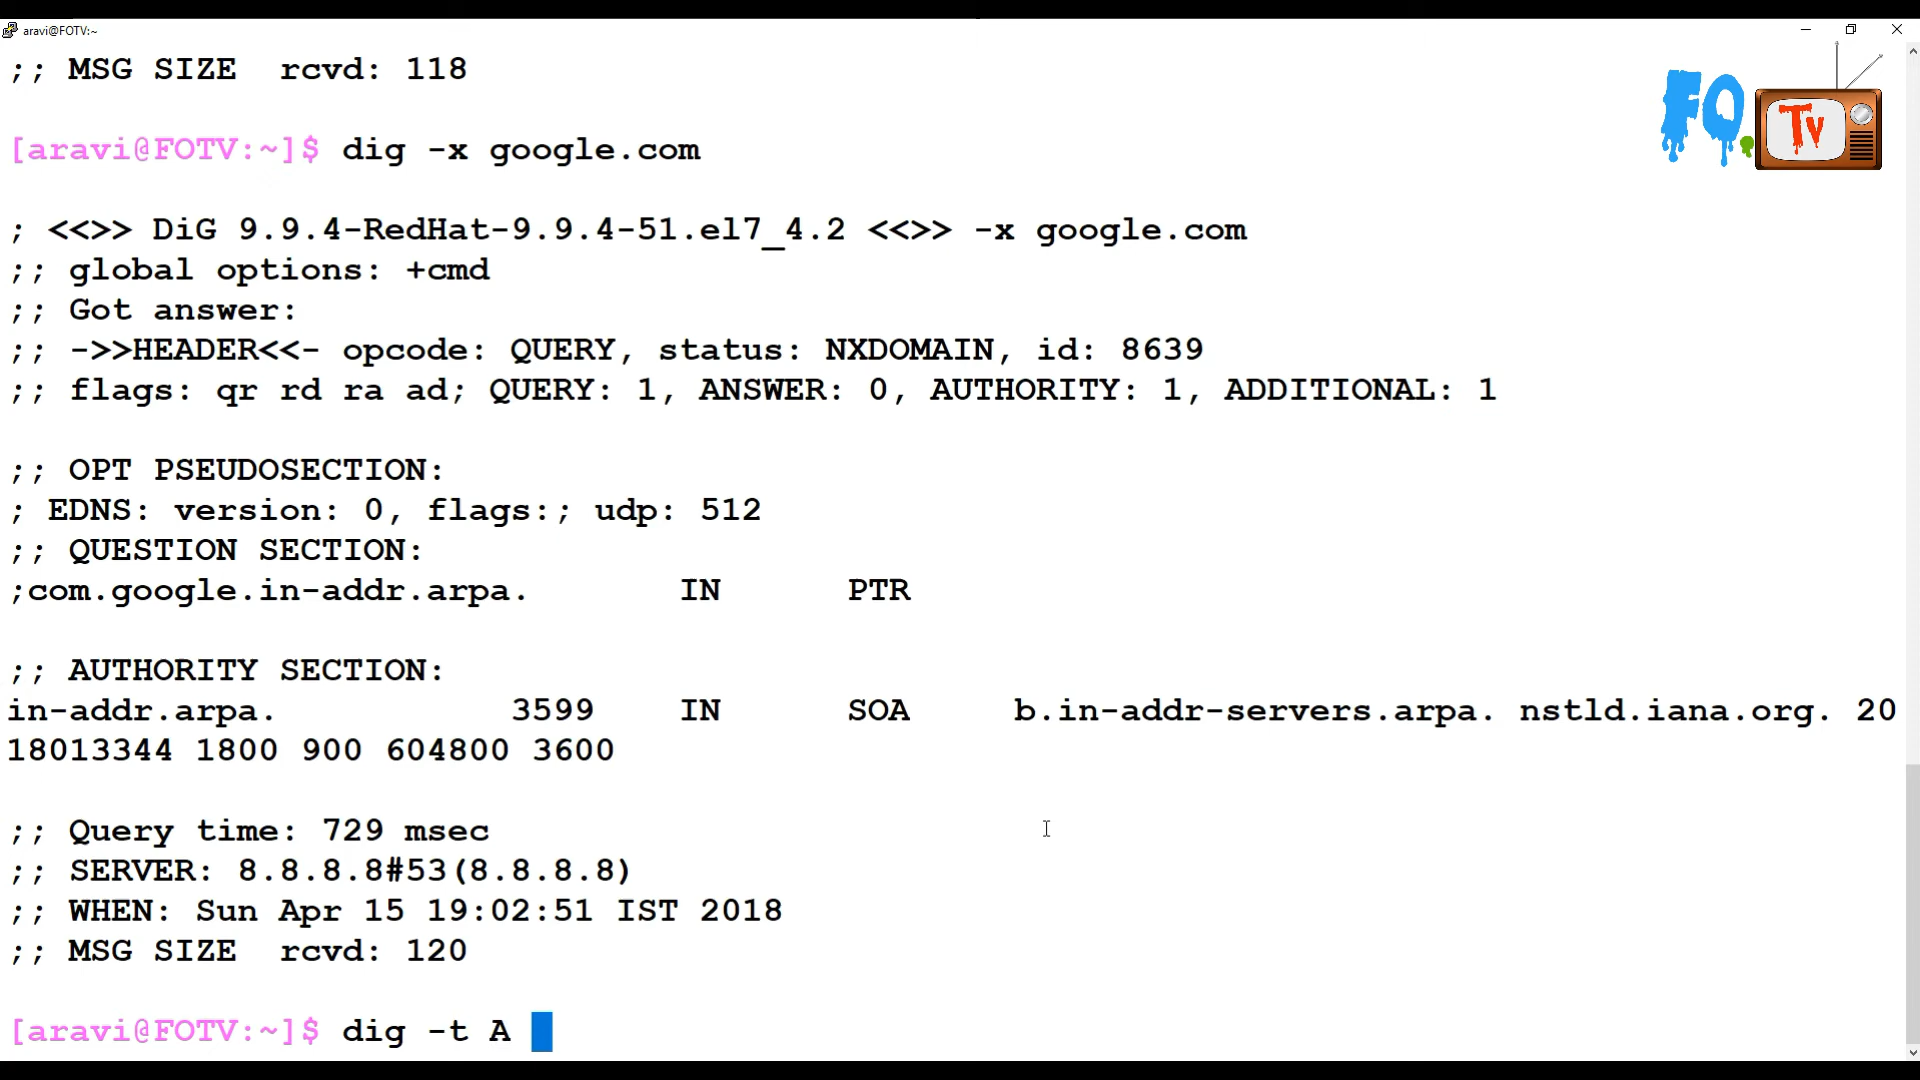 aravi@FOTV:~
;; MSG SIZE  rcvd: 118
[aravi@FOTV:~]$ dig -x google.com
; <<>> DiG 9.9.4-RedHat-9.9.4-51.el7_4.2 <<>> -x google.com
;; global options: +cmd
;; Got answer:
;; ->>HEADER<<- opcode: QUERY, status: NXDOMAIN, id: 8639
;; flags: qr rd ra ad; QUERY: 1, ANSWER: 0, AUTHORITY: 1, ADDITIONAL: 1
;; OPT PSEUDOSECTION:
; EDNS: version: 0, flags:; udp: 512
;; QUESTION SECTION:
;com.google.in-addr.arpa.       IN      PTR
;; AUTHORITY SECTION:
in-addr.arpa.           3599    IN      SOA     b.in-addr-servers.arpa. nstld.iana.org. 20
18013344 1800 900 604800 3600
;; Query time: 729 msec
;; SERVER: 8.8.8.8#53(8.8.8.8)
;; WHEN: Sun Apr 15 19:02:51 IST 2018
;; MSG SIZE  rcvd: 120
[aravi@FOTV:~]$ dig -t A
FO.
Tv